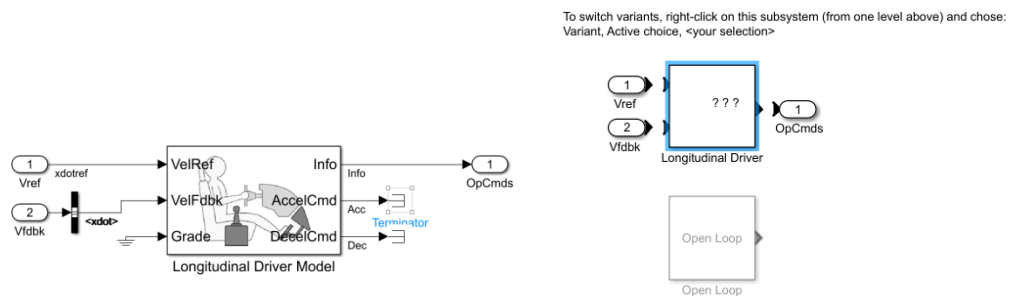 To switch variants, right-click on this subsystem (from one level above) and chose:
Variant, Active choice, <your selection>
1
Vref
2
Vfdbk
? ? ?
Longitudinal Driver
1
OpCmds
1
Vref
xdotref
2
Vfdbk
<xdot>
VelRef
VelFdbk
Grade
Info
AccelCmd
DecelCmd
Longitudinal Driver Model
Info
Acc
Dec
1
OpCmds
Terminator
Open Loop
Open Loop